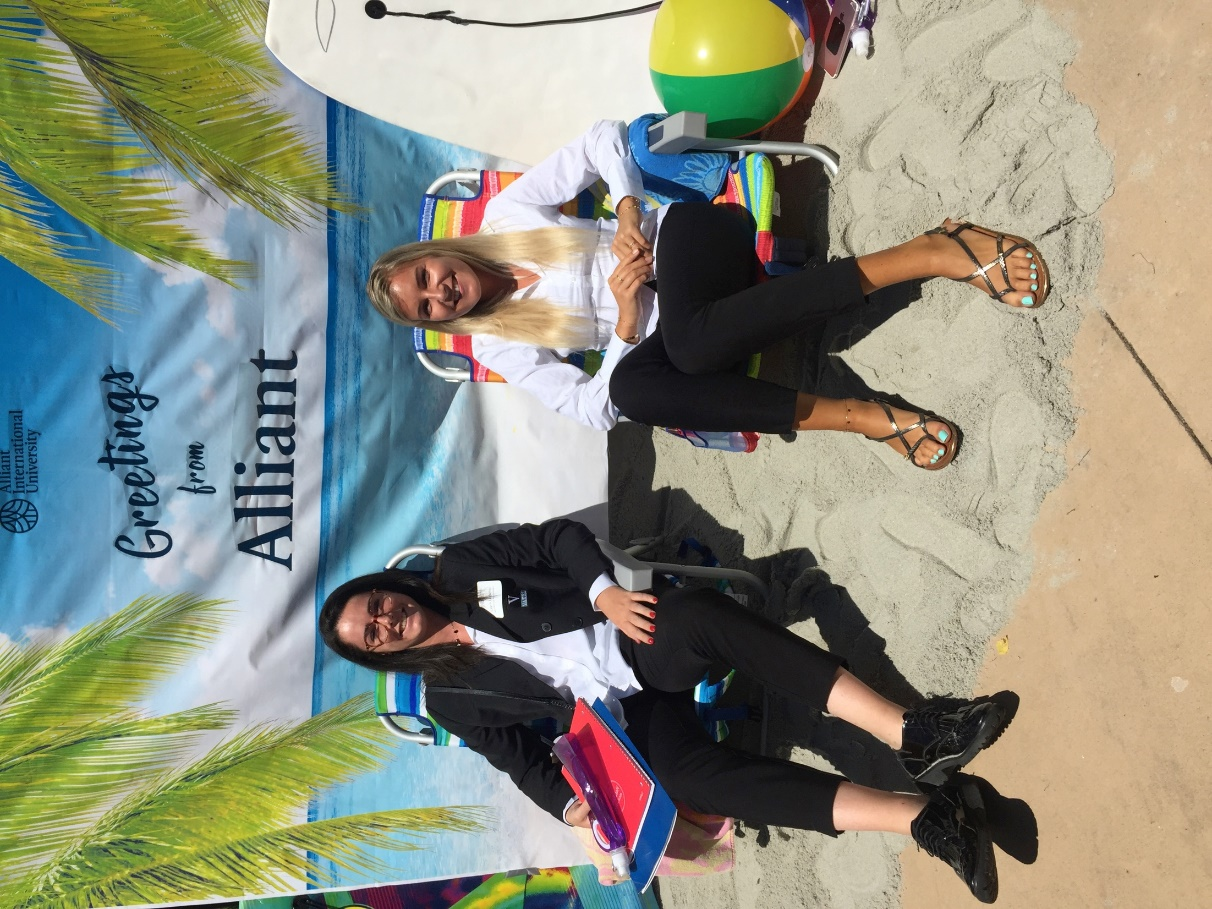 Alliant
International
University
Greetings
from
Alliant